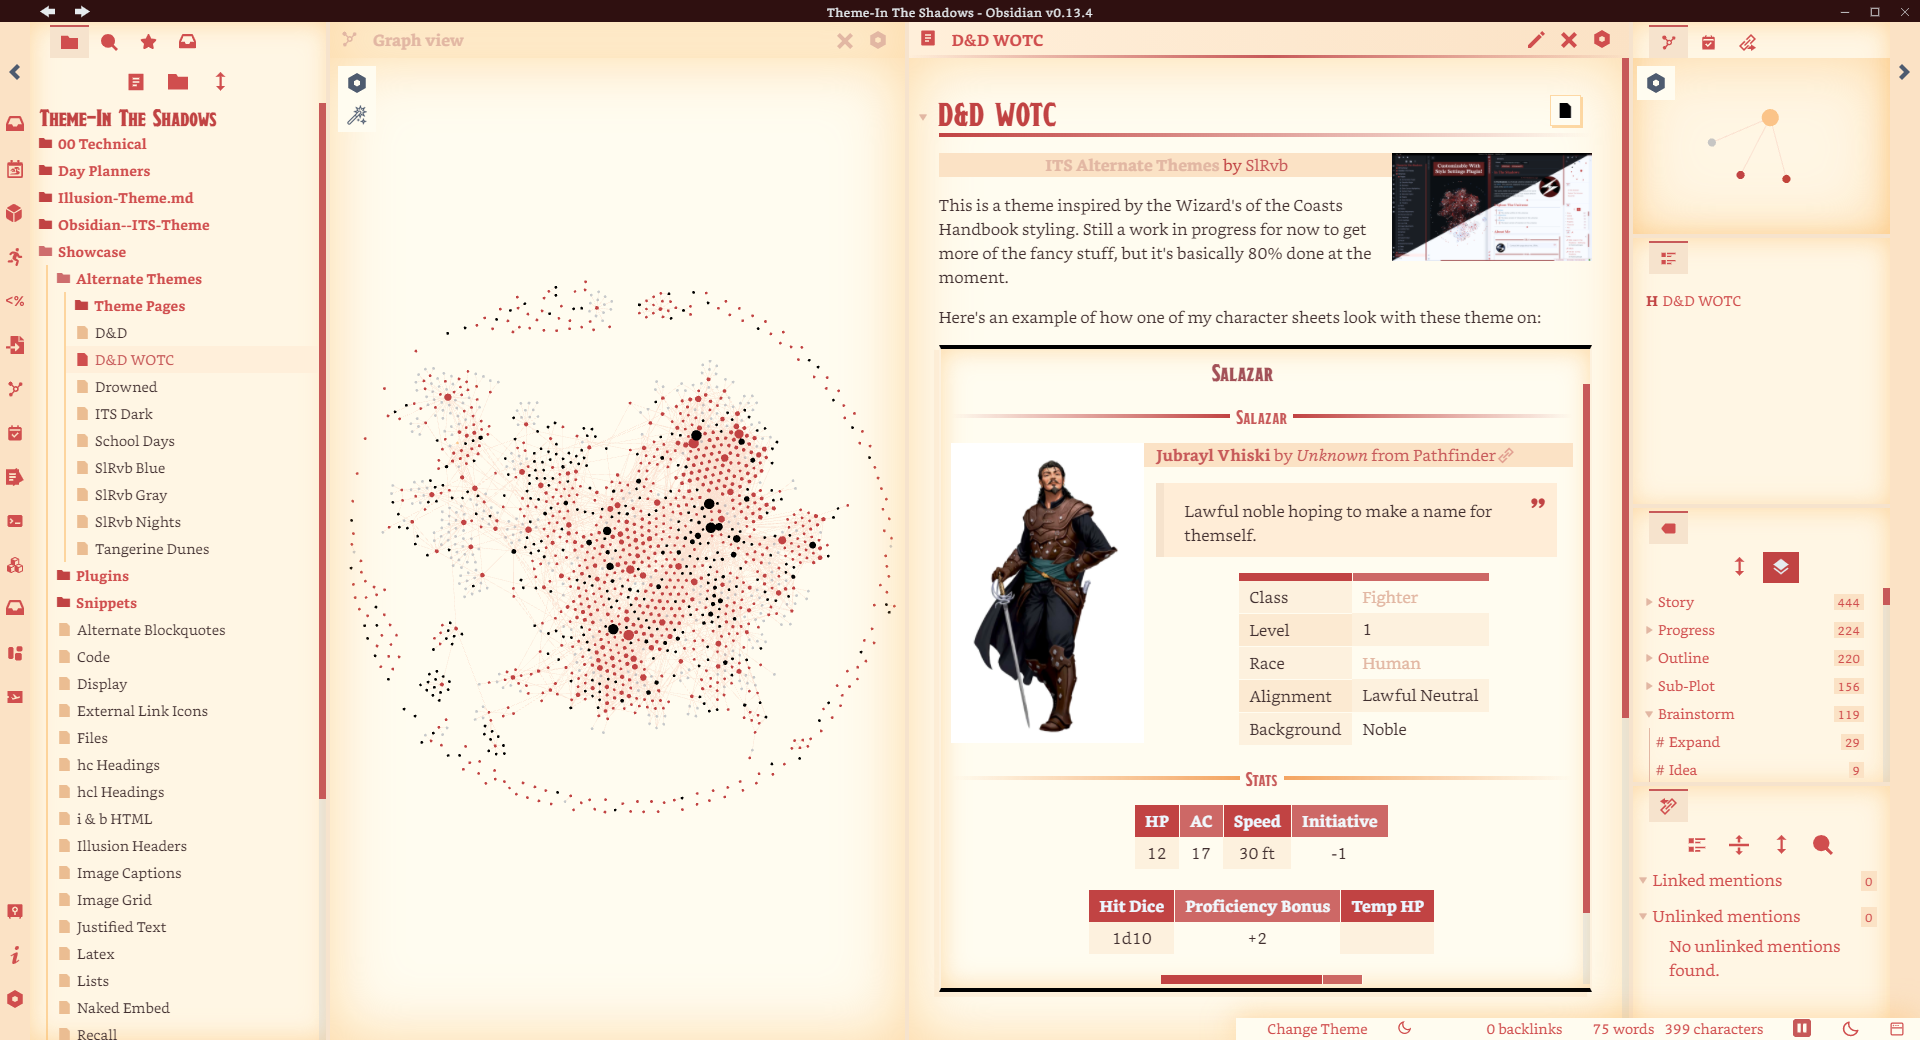 Theme-In The Shadows - Obsidian v0.13.4
Theme-In The Shadows
00 Technical
Day Planners
Illusion-Theme.md
Obsidian--ITS-Theme
Showcase
Alternate Themes
Theme Pages
D&D
D&D WOTC
Drowned
ITS Dark
School Days
SlRvb Blue
SlRvb Gray
SlRvb Nights
Tangerine Dunes
Plugins
Snippets
Alternate Blockquotes
Code
Display
External Link Icons
Files
hc Headings
hcl Headings
i & b HTML
Illusion Headers
Image Captions
Image Grid
Justified Text
Latex
Lists
Naked Embed
Recall
<%
Graph view
D&D WOTC
D&D WOTC
ITS Alternate Themes by SlRvb
Customizable With
Style Settings Plugin!
This is a theme inspired by the Wizard's of the Coasts
Handbook styling. Still a work in progress for now to get
more of the fancy stuff, but it's basically 80% done at the
moment.
Here's an example of how one of my character sheets look with these theme on:
Salazar
Salazar
Jubrayl Vhiski by Unknown from Pathfinder
Lawful noble hoping to make a name for
themself.
Class Fighter
Level 1
Race Human
Alignment Lawful Neutral
Background Noble
Stats
HP AC Speed Initiative
12 17 30 ft -1
Hit Dice Proficiency Bonus Temp HP
1d10 +2
H D&D WOTC
Story 444
Progress 224
Outline 220
Sub-Plot 156
Brainstorm 119
# Expand 29
# Idea 9
Linked mentions 0
Unlinked mentions 0
No unlinked mentions
found.
Change Theme 0 backlinks 75 words 399 characters